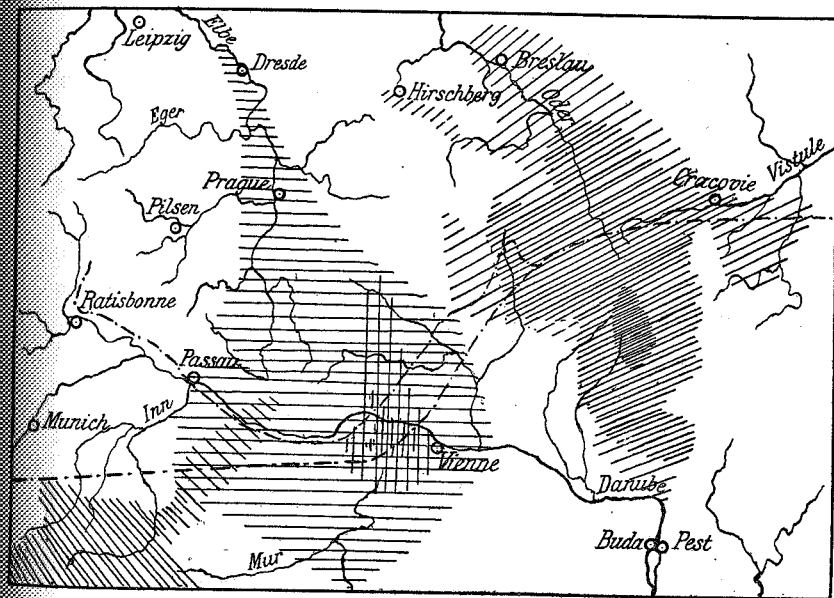 Leipzig
Elbe
Dresde
Breslau
Hirschberg
Oder
Eger
Vistule
Cracovie
Prague
Pilsen
Ratisbonne
Passau
Munich
Inn
Vienne
Danube
Buda
Pest
Mur